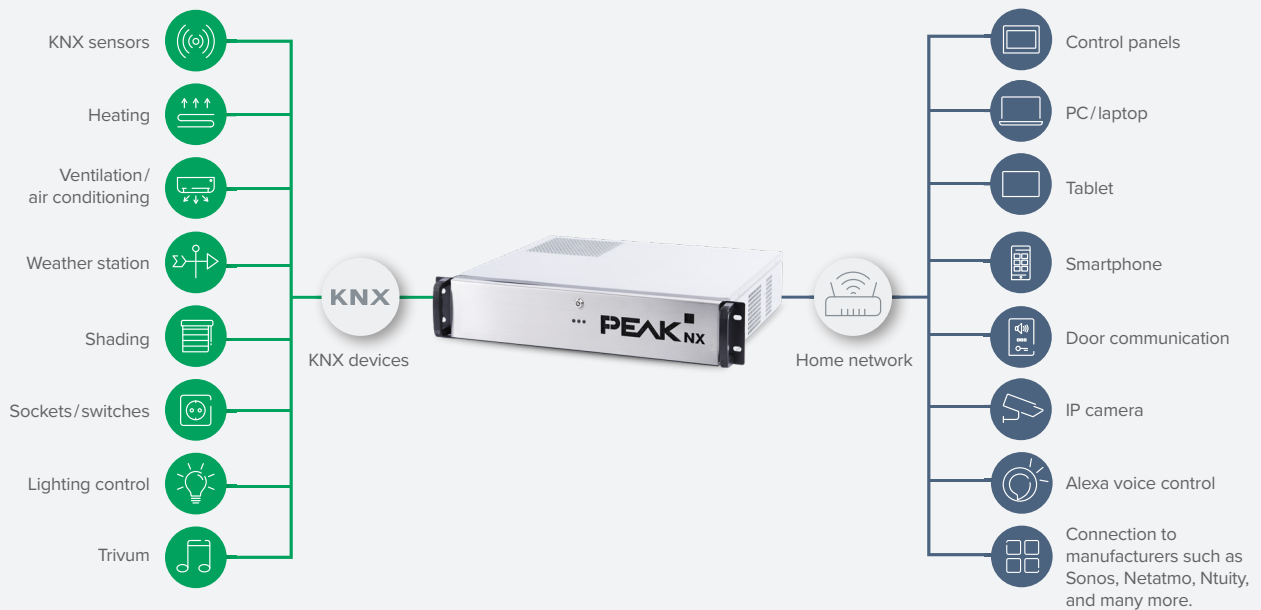 KNX sensors
Heating
Ventilation/
air conditioning
Weather station
Shading
Sockets/switches
Lighting control
Trivum
KNX
KNX devices
PEAK NX
Home network
Control panels
PC/laptop
Tablet
Smartphone
Door communication
IP camera
Alexa voice control
Connection to
manufacturers such as
Sonos, Netatmo, Ntuity,
and many more.